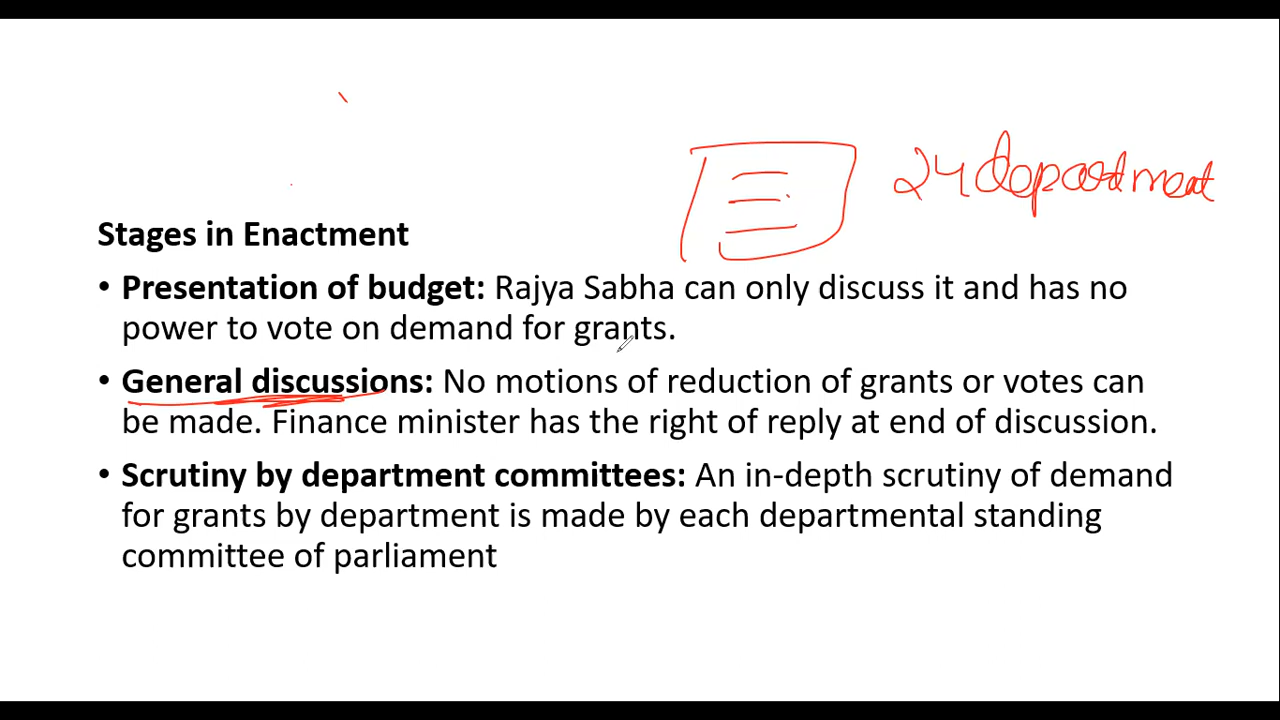 24 department
Stages in Enactment
• Presentation of budget: Rajya Sabha can only discuss it and has no
power to vote on demand for grants.
• General discussions: No motions of reduction of grants or votes can
be made. Finance minister has the right of reply at end of discussion.
• Scrutiny by department committees: An in-depth scrutiny of demand
for grants by department is made by each departmental standing
committee of parliament